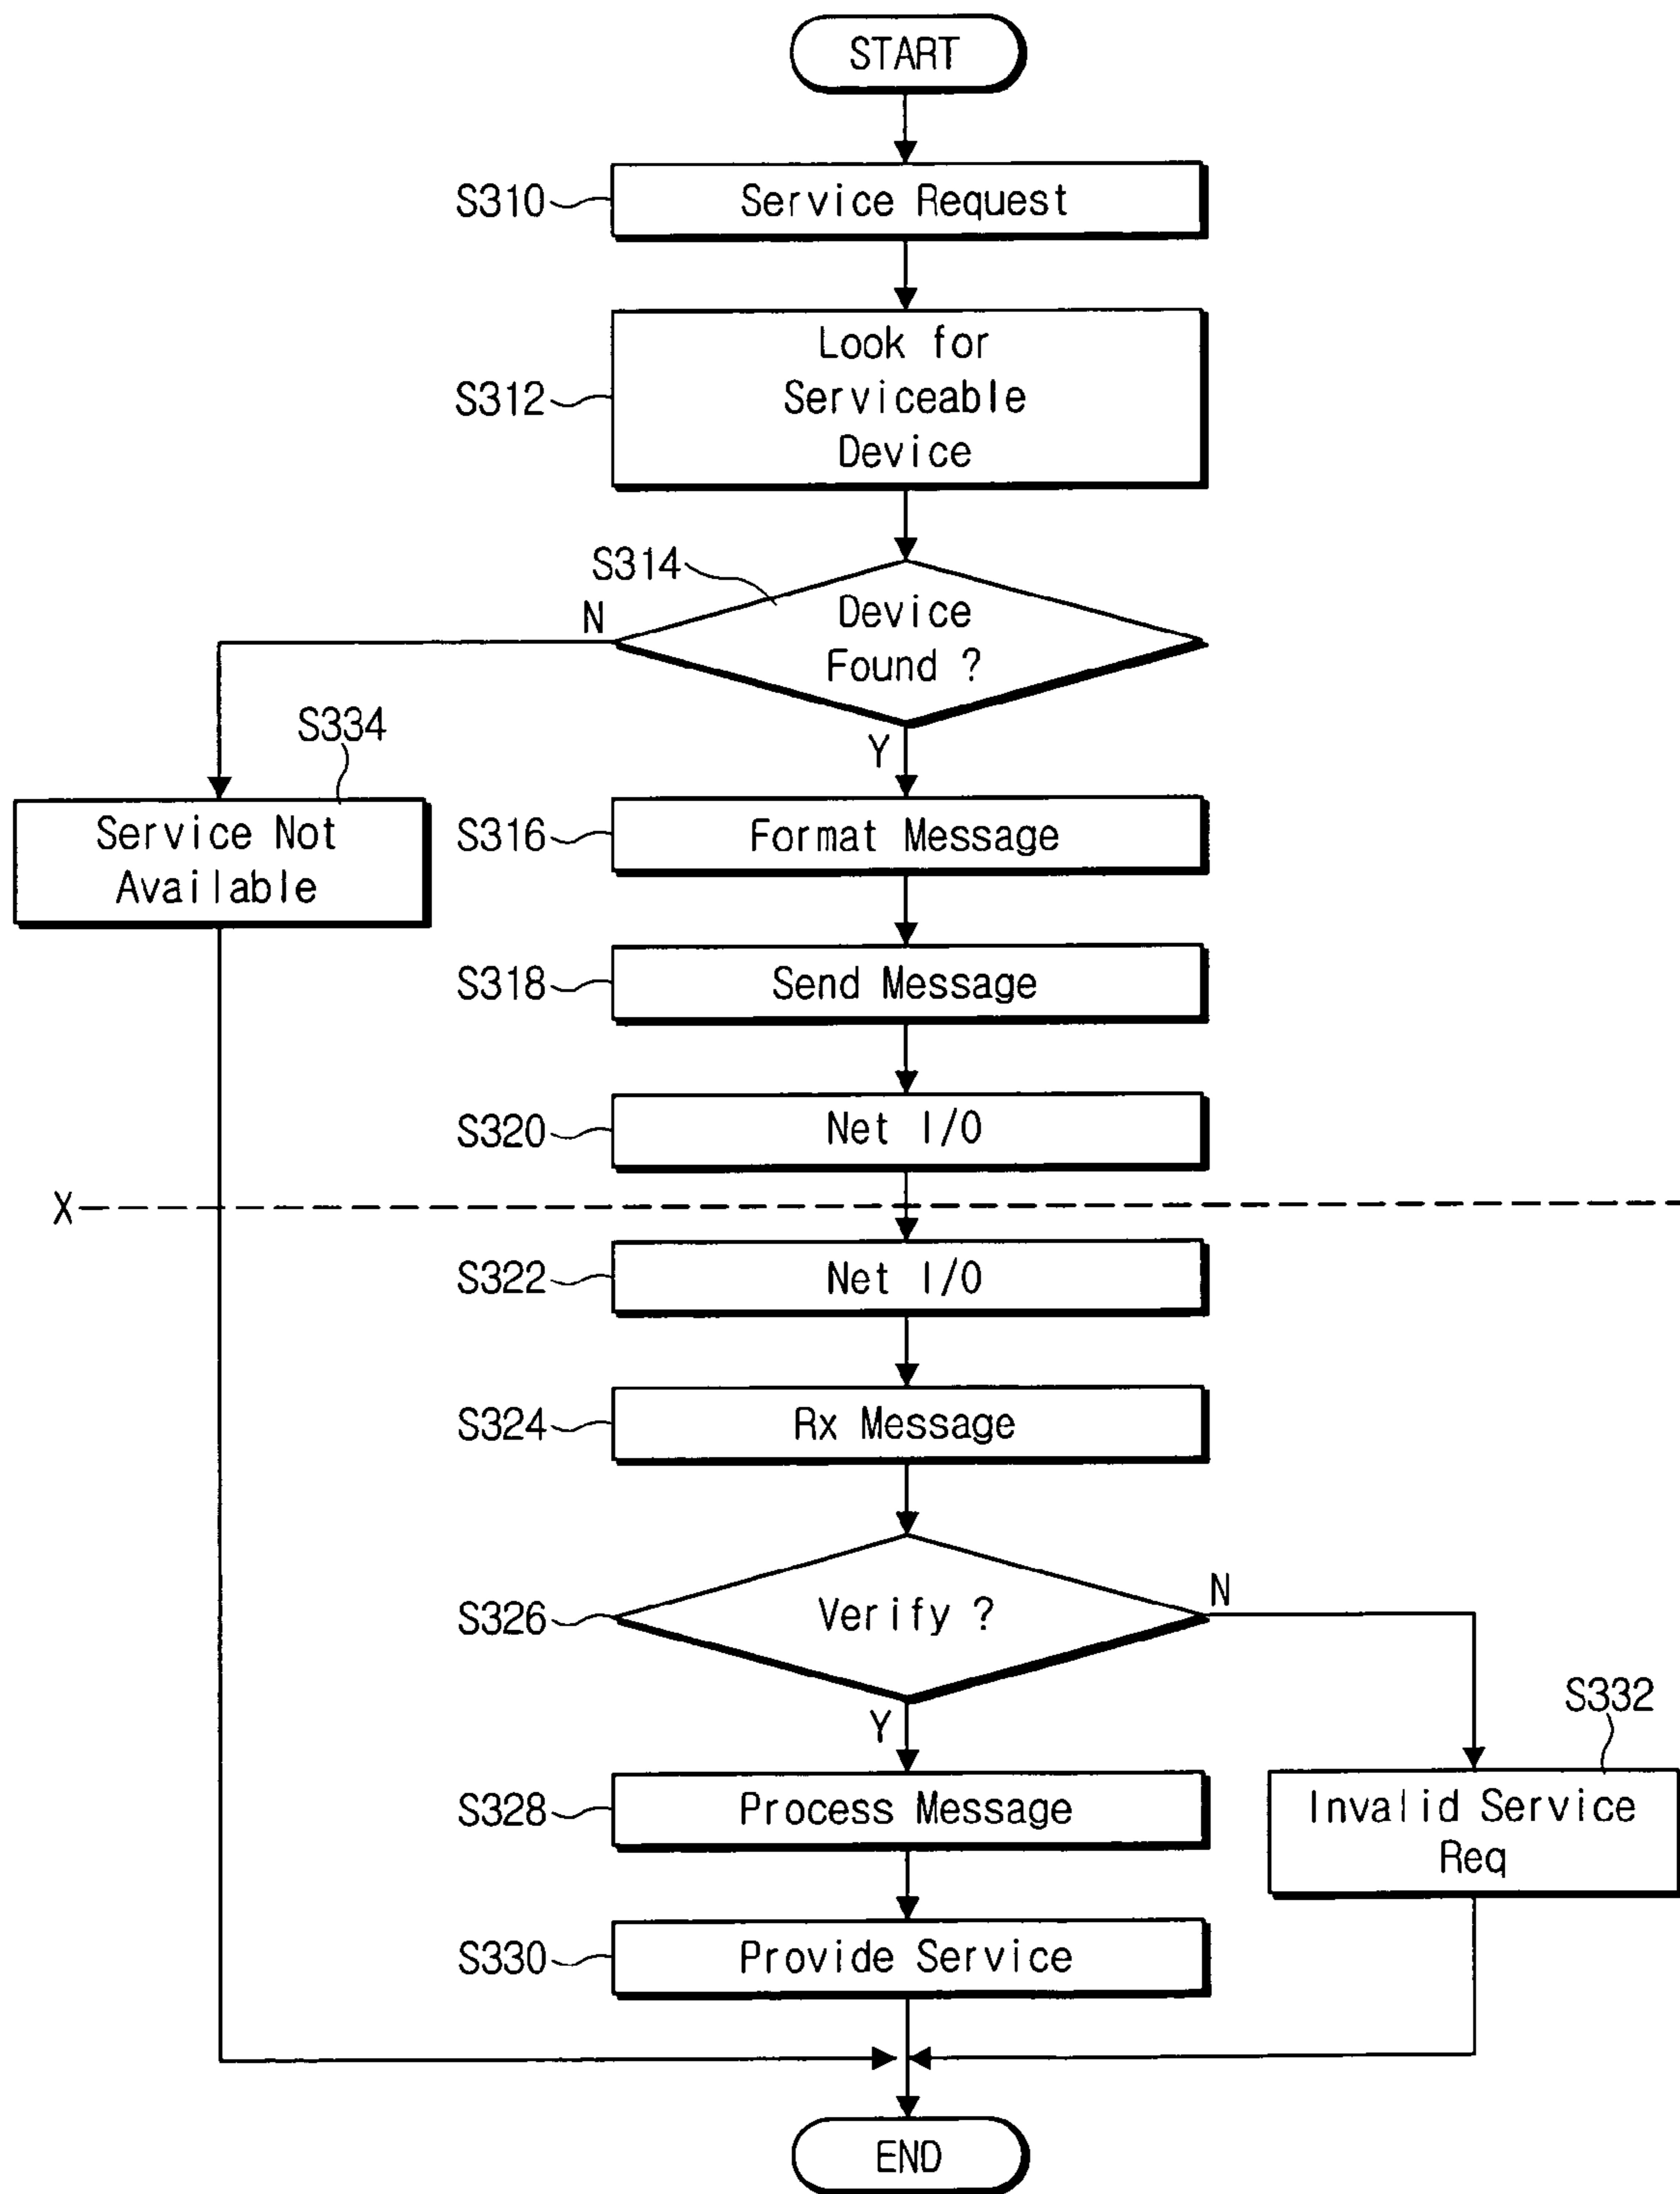 START
S310
Service Request
S312
Look for
Serviceable
Device
S314
Device
Found ?
N
Y
S334
Service Not
Available
S316
Format Message
S318
Send Message
S320
Net I/O
X
S322
Net I/O
S324
Rx Message
S326
Verify ?
N
Y
S332
Invalid Service
Req
S328
Process Message
S330
Provide Service
END